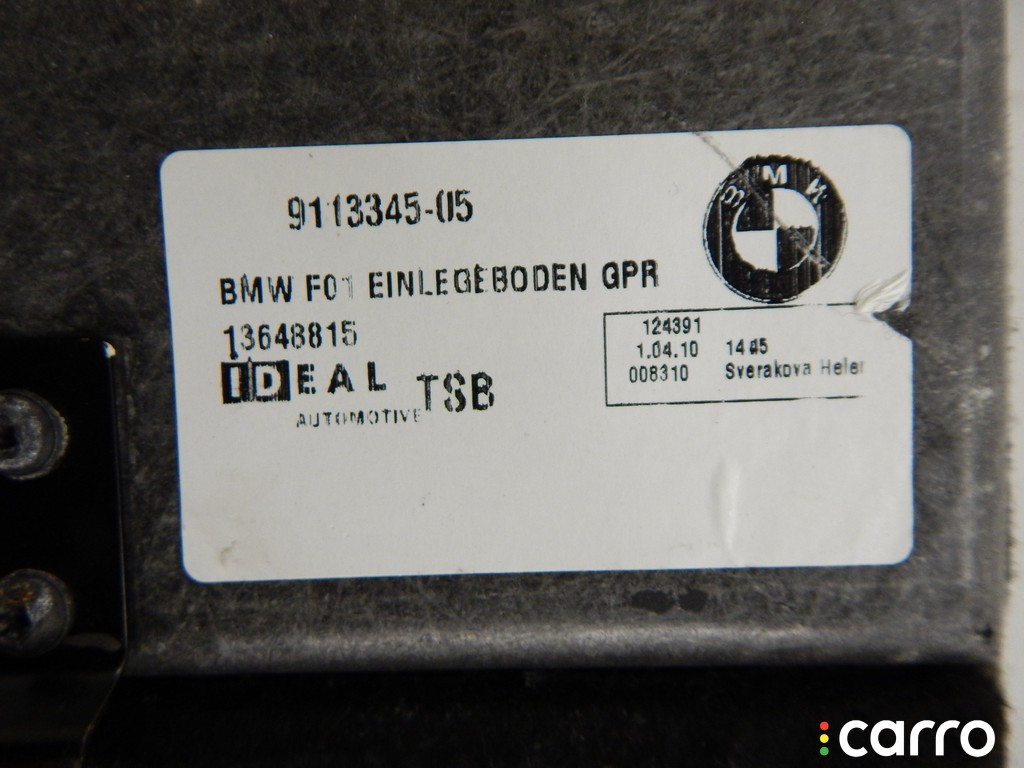 9113345-05
BMW
BMW F01 EINLEGEBODEN GPR
13648815
IDEAL
AUTOMOTIVE TSB
124391
1.04.10 14:05
008310 Sverakova Heler
carro